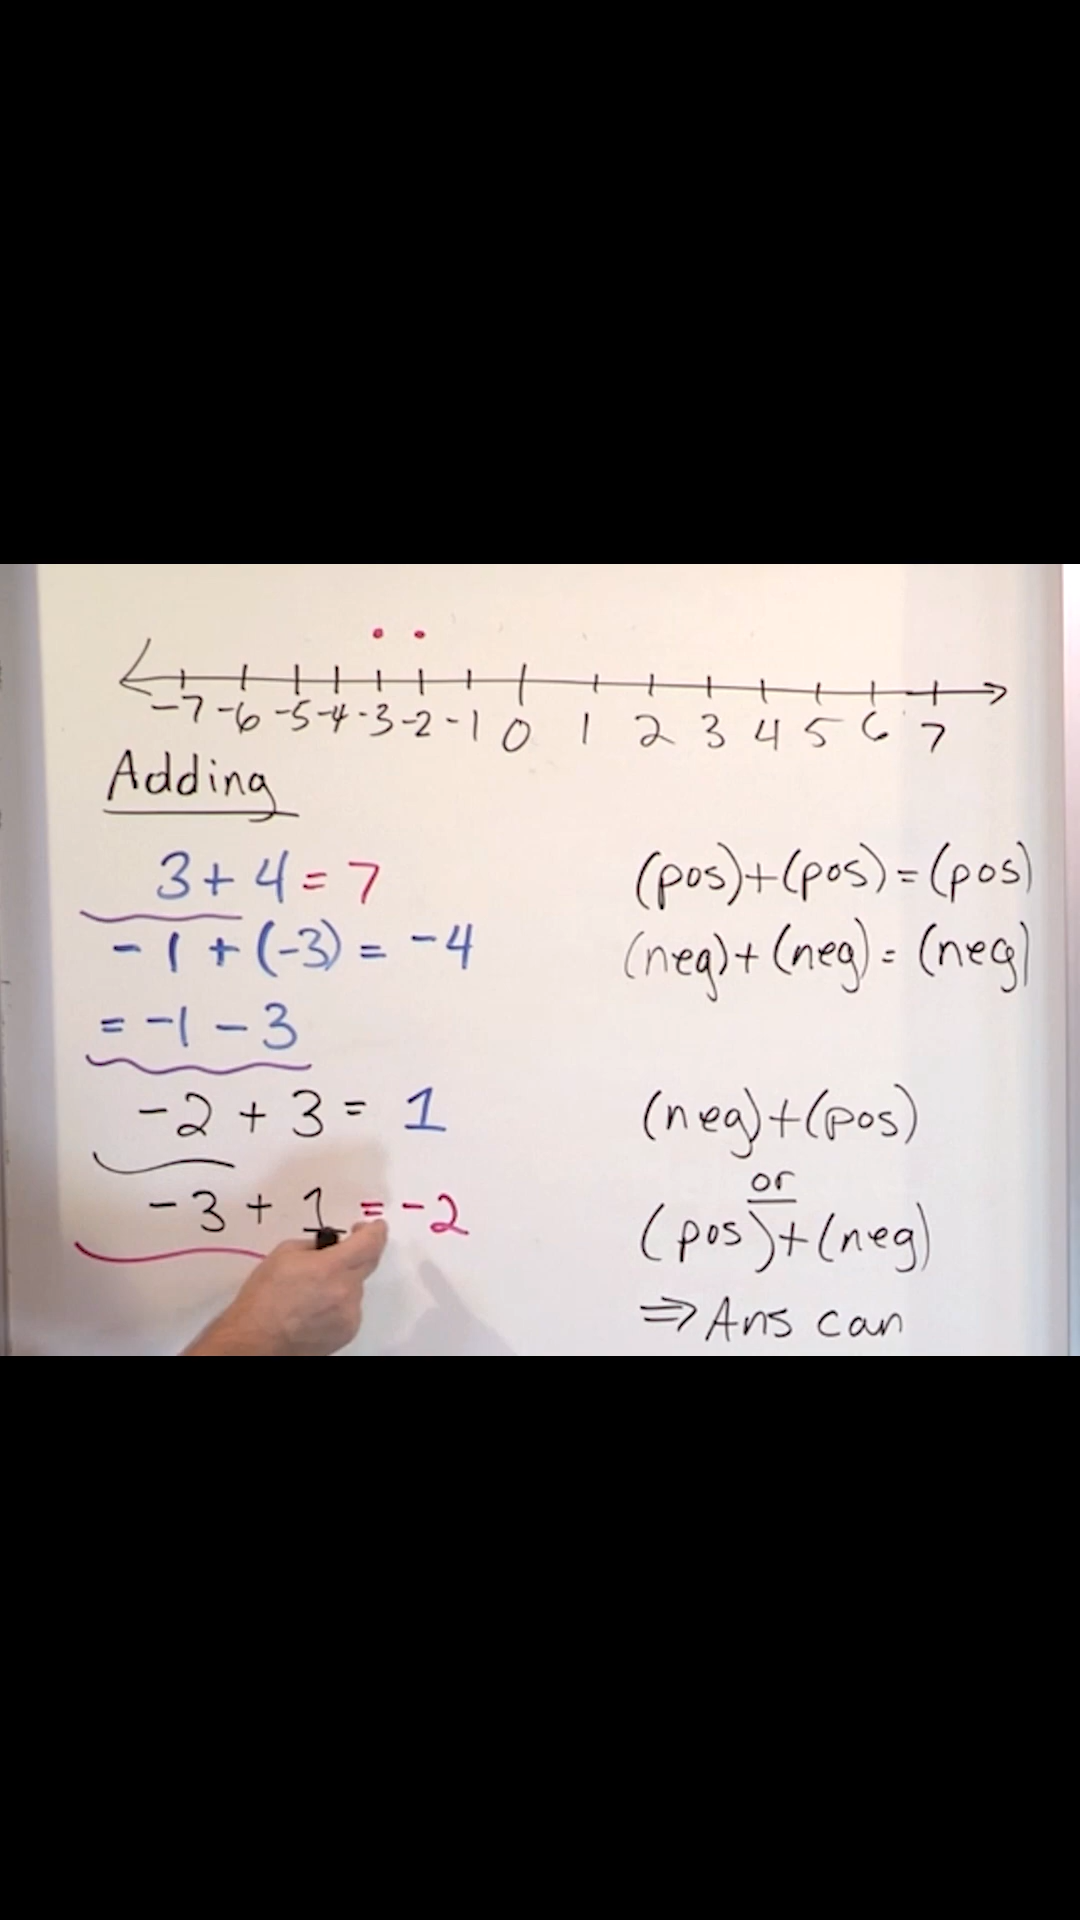 -7 -6 -5 -4 -3 -2 -1 0 1 2 3 4 5 6 7
Adding
3 + 4 = 7
(pos)+(pos)=(pos)
-1 + (-3) = -4
(neg)+(neg)=(neg)
= -1 - 3
-2 + 3 = 1
(neg)+(pos)
or
-3 + 1 = -2
(pos)+(neg)
⇒ Ans can